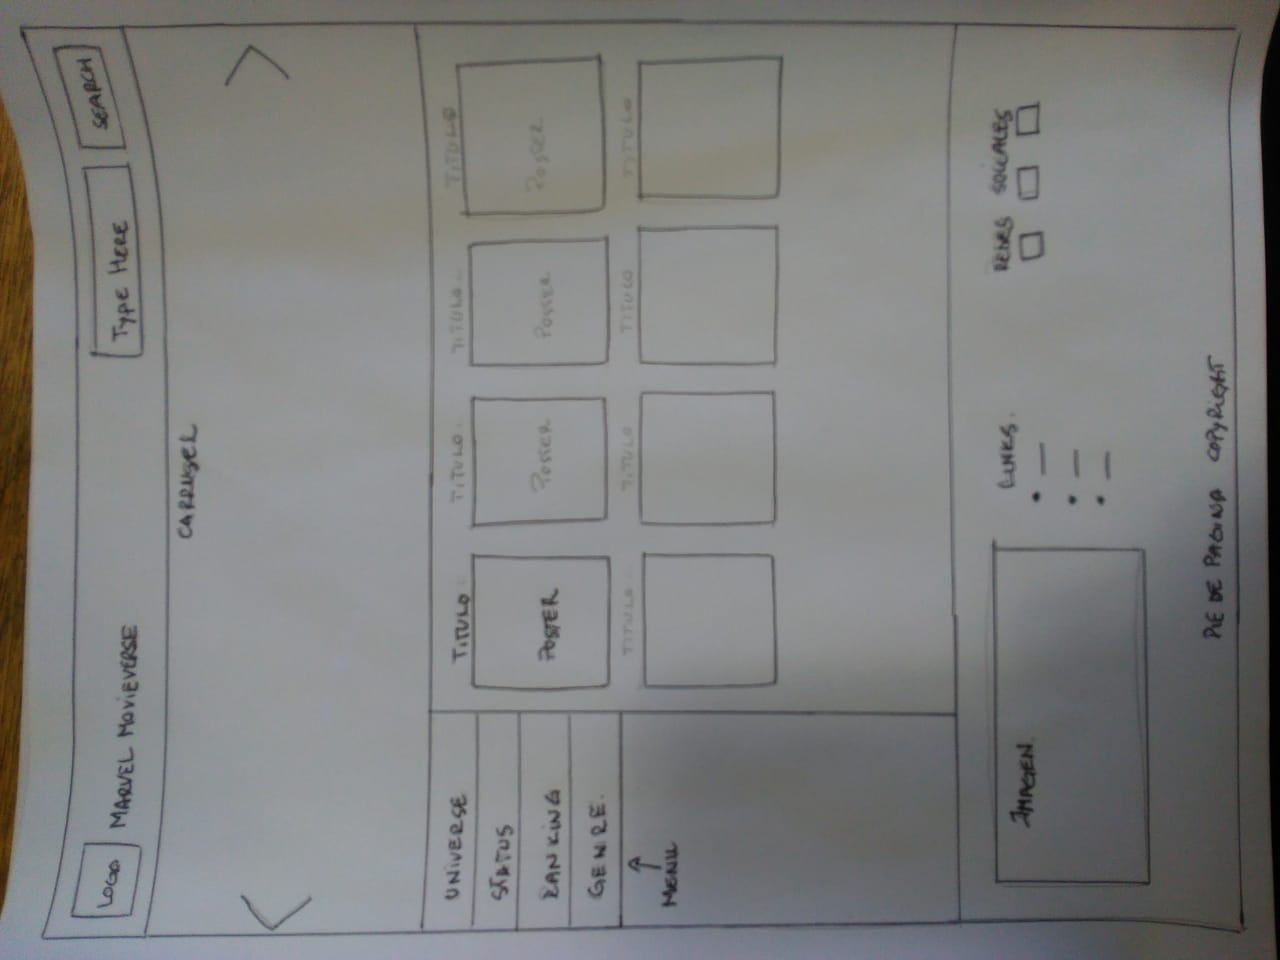 LOGO
MARVEL MOVIEVERSE
TYPE HERE
SEARCH
CARRUSEL
UNIVERSE
STATUS
RANKING
GENRE.
MENU
TITULO
TITULO
TITULO
TITULO
POSTER
POSTER
POSTER
POSTER
TITULO
TITULO
TITULO
TITULO
IMAGEN.
LINKS.
REDES SOCIALES
PIE DE PAGINA COPYRIGHT